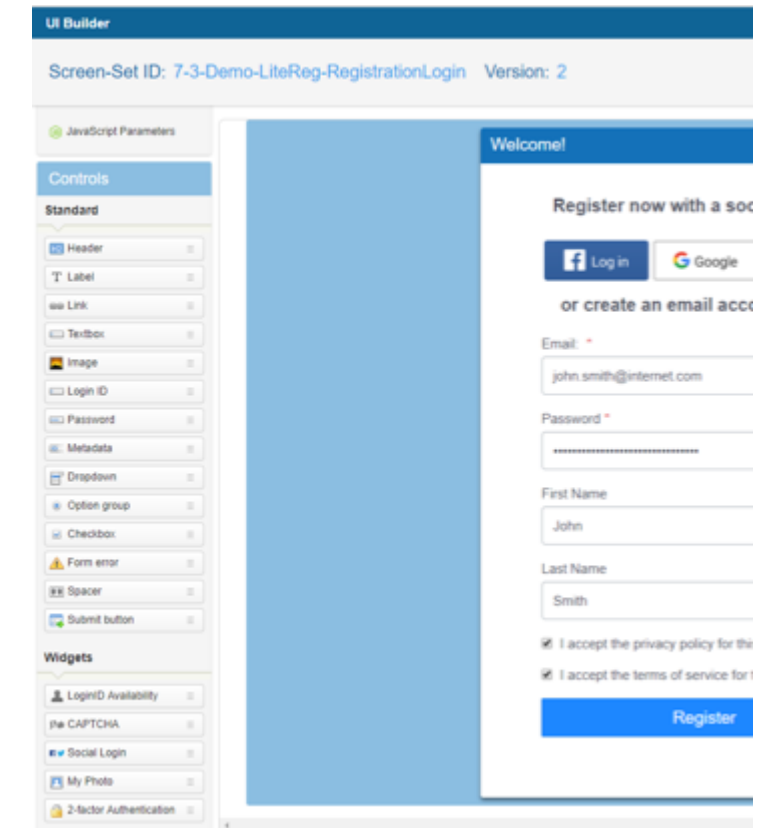 UI Builder
Screen-Set ID: 7-3-Demo-LiteReg-RegistrationLogin Version: 2
JavaScript Parameters
Controls
Standard
Header
Label
Link
Textbox
Image
Login ID
Password
Metadata
Dropdown
Option group
Checkbox
Form error
Spacer
Submit button
Widgets
LoginID Availability
CAPTCHA
Social Login
My Photo
2-factor Authentication
Welcome!
Register now with a soc
Log in
Google
or create an email acco
Email: *
john.smith@internet.com
Password *
First Name
John
Last Name
Smith
I accept the privacy policy for this
I accept the terms of service for t
Register